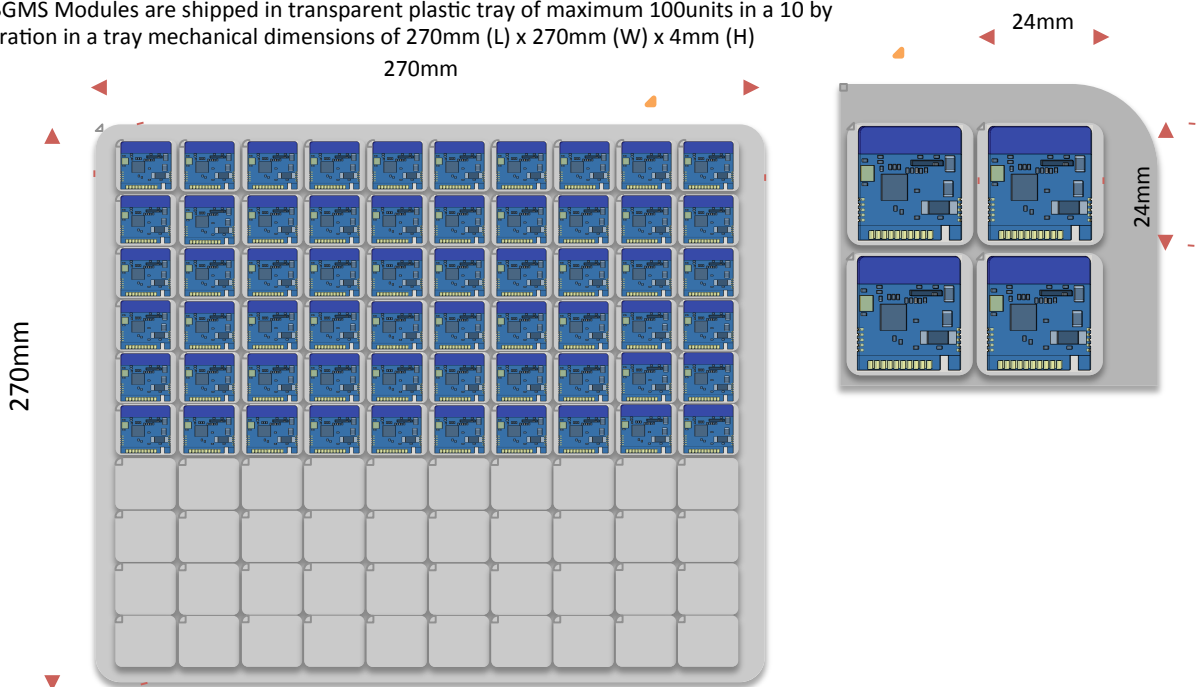 GMS Modules are shipped in transparent plastic tray of maximum 100units in a 10 by
ration in a tray mechanical dimensions of 270mm (L) x 270mm (W) x 4mm (H)
24mm
270mm
24mm
270mm